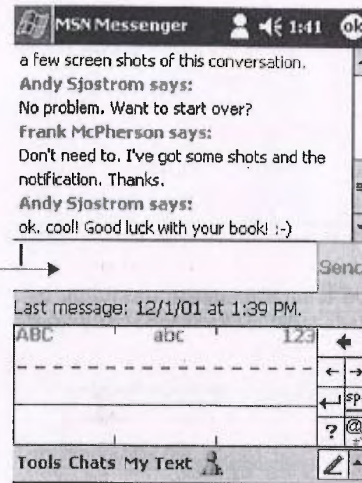 MSN Messenger 1:41 ok
a few screen shots of this conversation.
Andy Sjostrom says:
No problem. Want to start over?
Frank McPherson says:
Don't need to. I've got some shots and the
notification. Thanks.
Andy Sjostrom says:
ok. cool! Good luck with your book! :-)
Send
Last message: 12/1/01 at 1:39 PM.
ABC abc 123
SP
? @
Tools Chats My Text